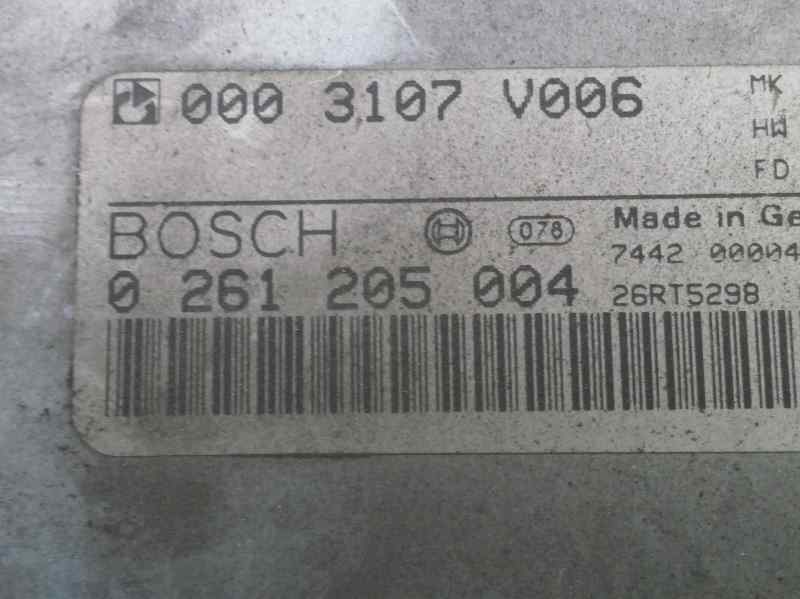 000 3107 V006
MK
HW
FD
BOSCH 078 Made in Ge
7442 00004
0 261 205 004 26RT5298